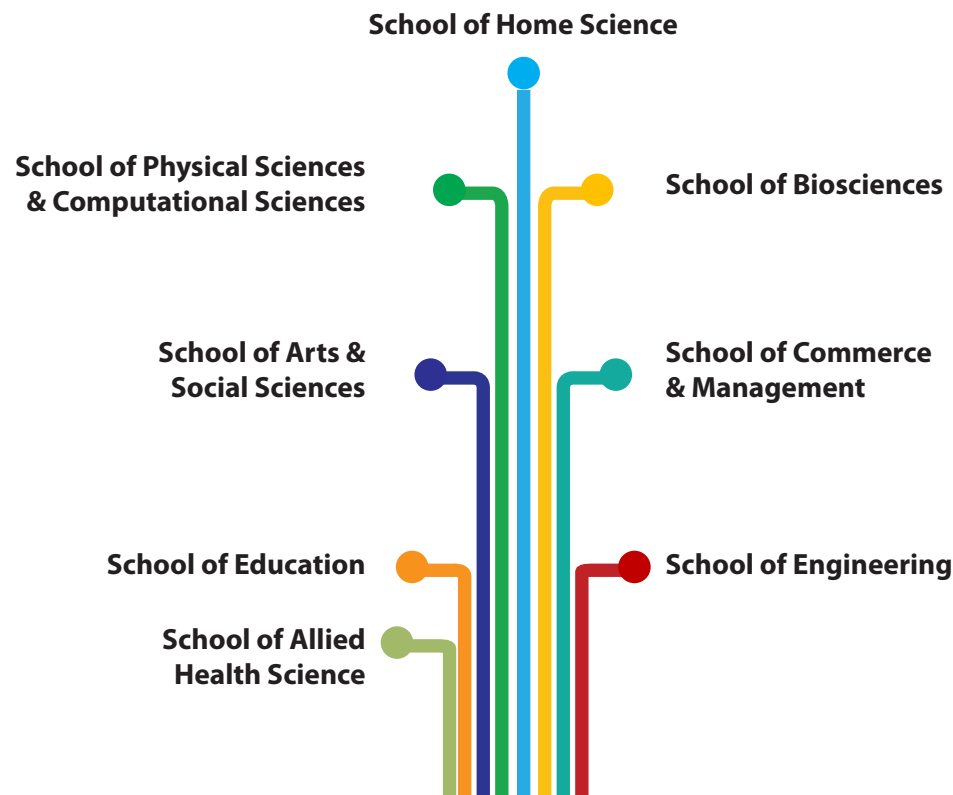 School of Home Science
School of Physical Sciences
& Computational Sciences
School of Biosciences
School of Arts &
Social Sciences
School of Commerce
& Management
School of Education
School of Engineering
School of Allied
Health Science